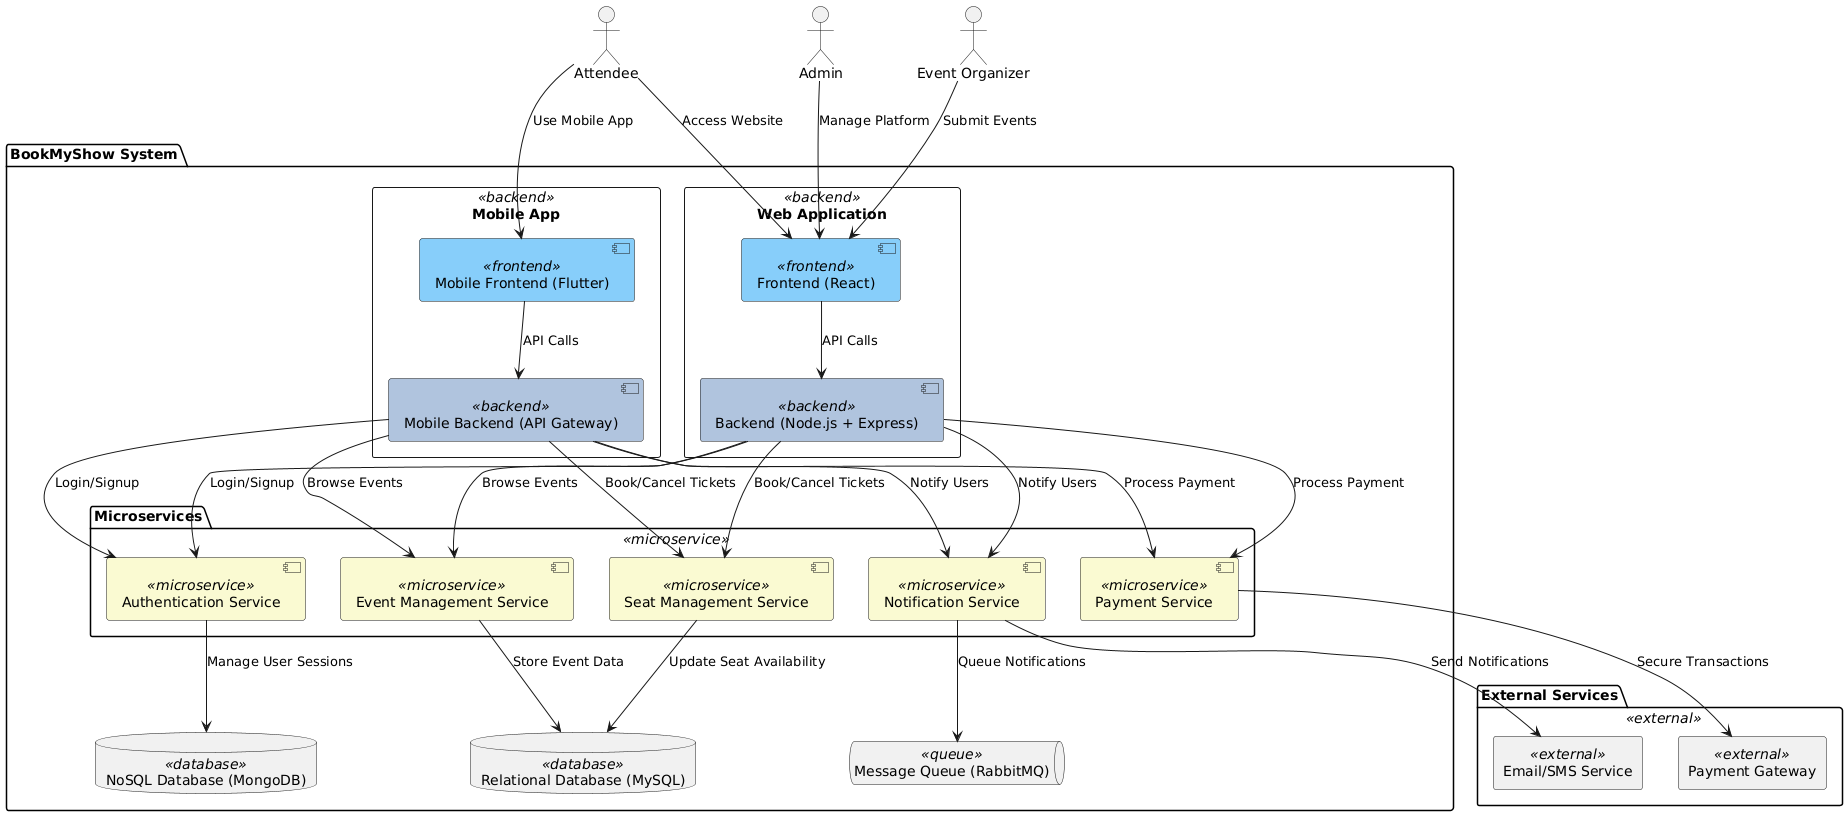 Attendee
Admin
Event Organizer
Use Mobile App
Access Website
Manage Platform
Submit Events
BookMyShow System
«backend»
Mobile App
«backend»
Web Application
«frontend»
Mobile Frontend (Flutter)
«frontend»
Frontend (React)
API Calls
API Calls
«backend»
Mobile Backend (API Gateway)
«backend»
Backend (Node.js + Express)
Login/Signup
Login/Signup
Browse Events
Browse Events
Book/Cancel Tickets
Book/Cancel Tickets
Notify Users
Notify Users
Process Payment
Process Payment
Microservices
«microservice»
«microservice»
Authentication Service
«microservice»
Event Management Service
«microservice»
Seat Management Service
«microservice»
Notification Service
«microservice»
Payment Service
Manage User Sessions
Store Event Data
Update Seat Availability
Queue Notifications
Send Notifications
Secure Transactions
External Services
«external»
«database»
NoSQL Database (MongoDB)
«database»
Relational Database (MySQL)
«queue»
Message Queue (RabbitMQ)
«external»
Email/SMS Service
«external»
Payment Gateway